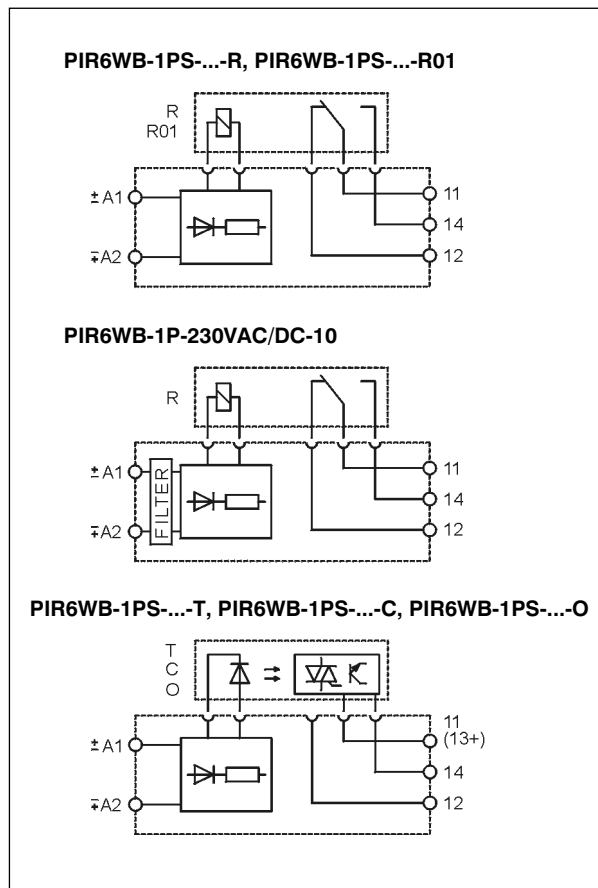 PIR6WB-1PS-...-R, PIR6WB-1PS-...-R01
R
R01
± A1
∓ A2
11
14
12
PIR6WB-1P-230VAC/DC-10
R
± A1
∓ A2
FILTER
11
14
12
PIR6WB-1PS-...-T, PIR6WB-1PS-...-C, PIR6WB-1PS-...-O
T
C
O
± A1
∓ A2
11
(13+)
14
12